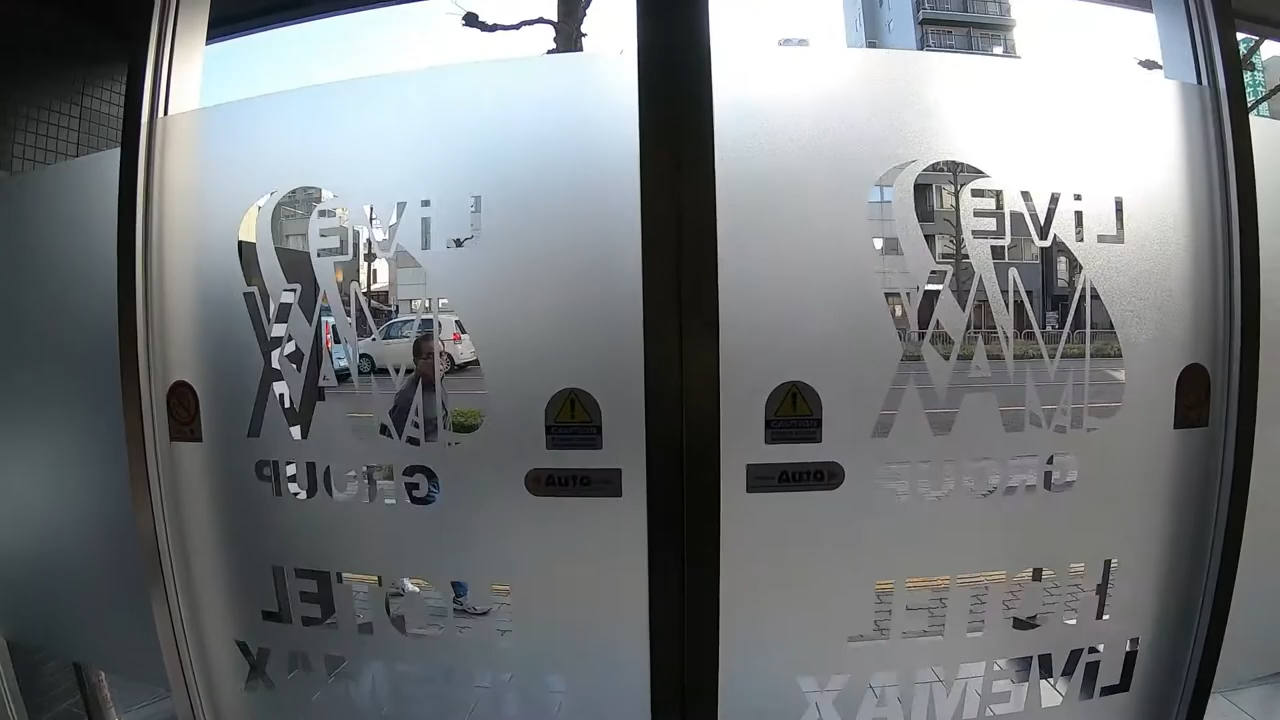 LiVE
MAX
GROUP
HOTEL
LiVEMAX
CAUTION
AUTO
LiVE
MAX
GROUP
HOTEL
LiVEMAX
CAUTION
AUTO